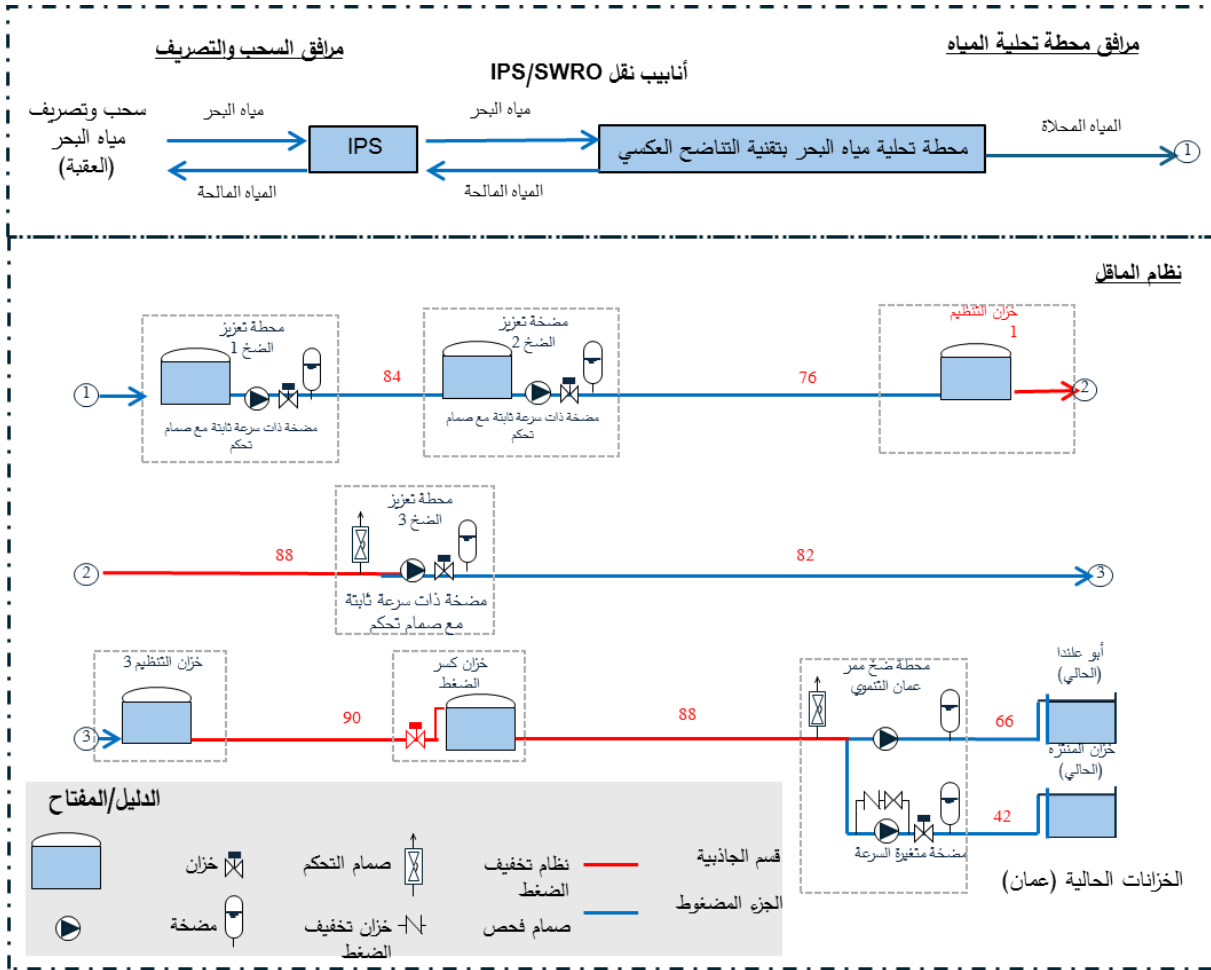 مرافق محطة تحلية المياه
مرافق السحب والتصريف
أنابيب نقل IPS/SWRO
سحب وتصريف
مياه البحر
(العقبة)
مياه البحر
المياه المالحة
IPS
مياه البحر
المياه المالحة
محطة تحلية مياه البحر بتقنية التناضح العكسي
المياه المحلاة
1
نظام الماقل
1
محطة تعزيز
الضخ 1
مضخة ذات سرعة ثابتة مع صمام
تحكم
84
مضخة تعزيز
الضخ 2
مضخة ذات سرعة ثابتة مع صمام
تحكم
76
خزان التنظيم
1
2
2
88
محطة تعزيز
الضخ 3
مضخة ذات سرعة ثابتة
مع صمام تحكم
82
3
3
خزان التنظيم 3
90
خزان كسر
الضغط
88
محطة ضخ ممر
عمان التنموي
66
أبو علندا
(الحالي)
خزان المنتزه
(الحالي)
42
مضخة متغيرة السرعة
الخزانات الحالية (عمان)
الدليل/المفتاح
خزان
صمام التحكم
نظام تخفيف
الضغط
قسم الجاذبية
مضخة
خزان تخفيف
الضغط
صمام فحص
الجزء المضغوط